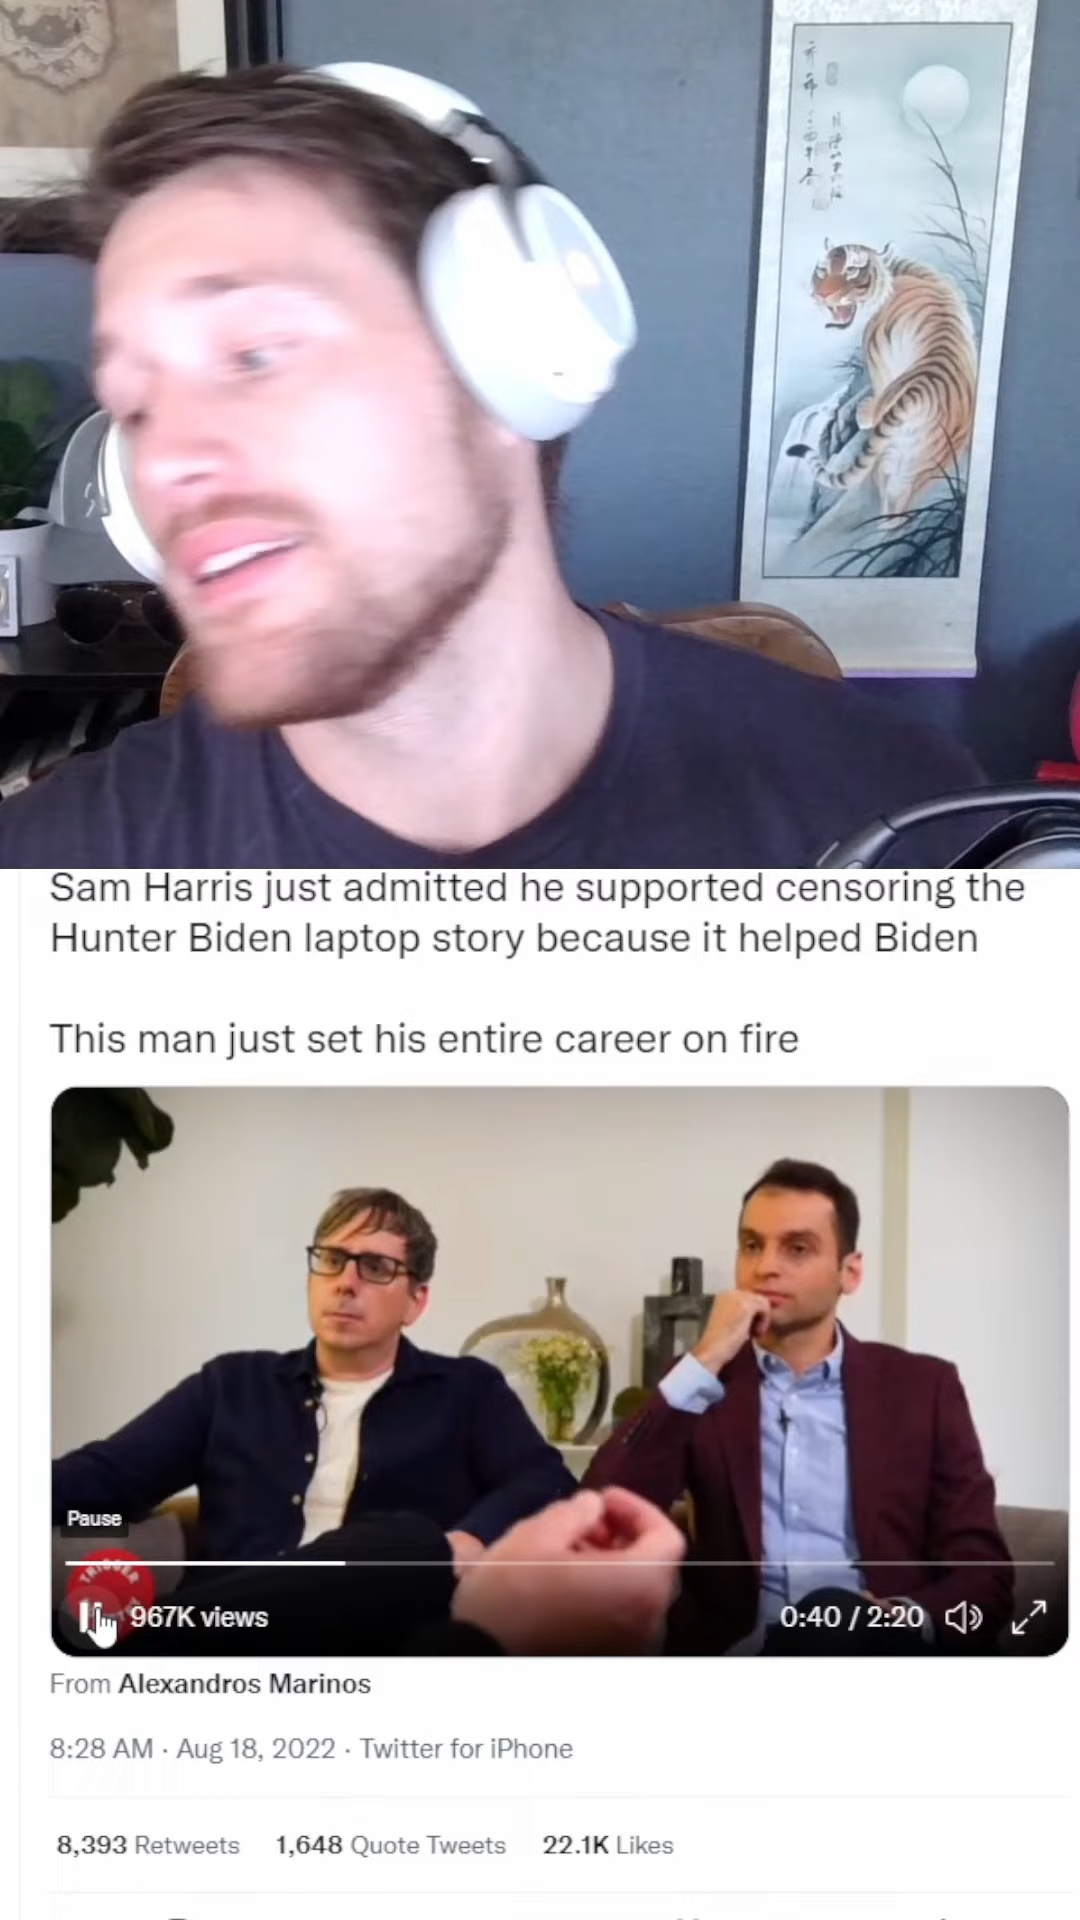 Sam Harris just admitted he supported censoring the
Hunter Biden laptop story because it helped Biden
This man just set his entire career on fire
Pause
TRIGGER
967K views
0:40 / 2:20
From Alexandros Marinos
8:28 AM · Aug 18, 2022 · Twitter for iPhone
8,393 Retweets 1,648 Quote Tweets 22.1K Likes